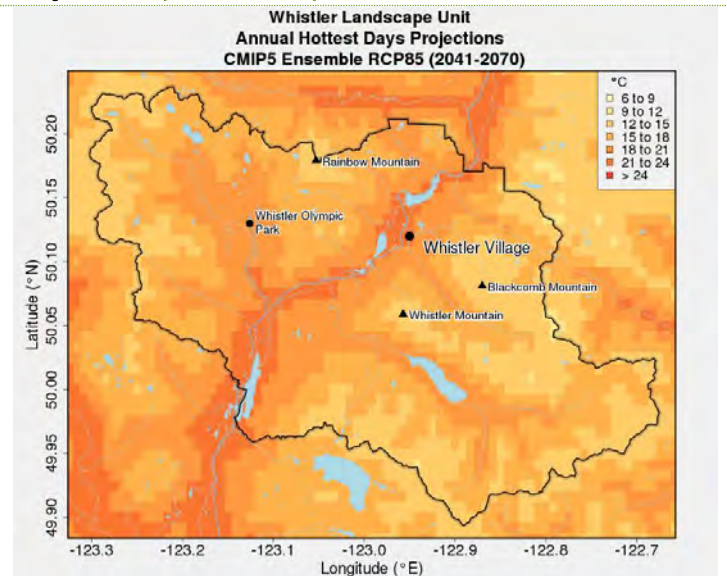 Whistler Landscape Unit
Annual Hottest Days Projections
CMIP5 Ensemble RCP85 (2041-2070)
°C
6 to 9
9 to 12
12 to 15
15 to 18
18 to 21
21 to 24
> 24
Rainbow Mountain
Whistler Olympic
Park
Whistler Village
Blackcomb Mountain
Whistler Mountain
Latitude (°N)
50.20
50.15
50.10
50.05
50.00
49.95
49.90
-123.3 -123.2 -123.1 -123.0 -122.9 -122.8 -122.7
Longitude (°E)